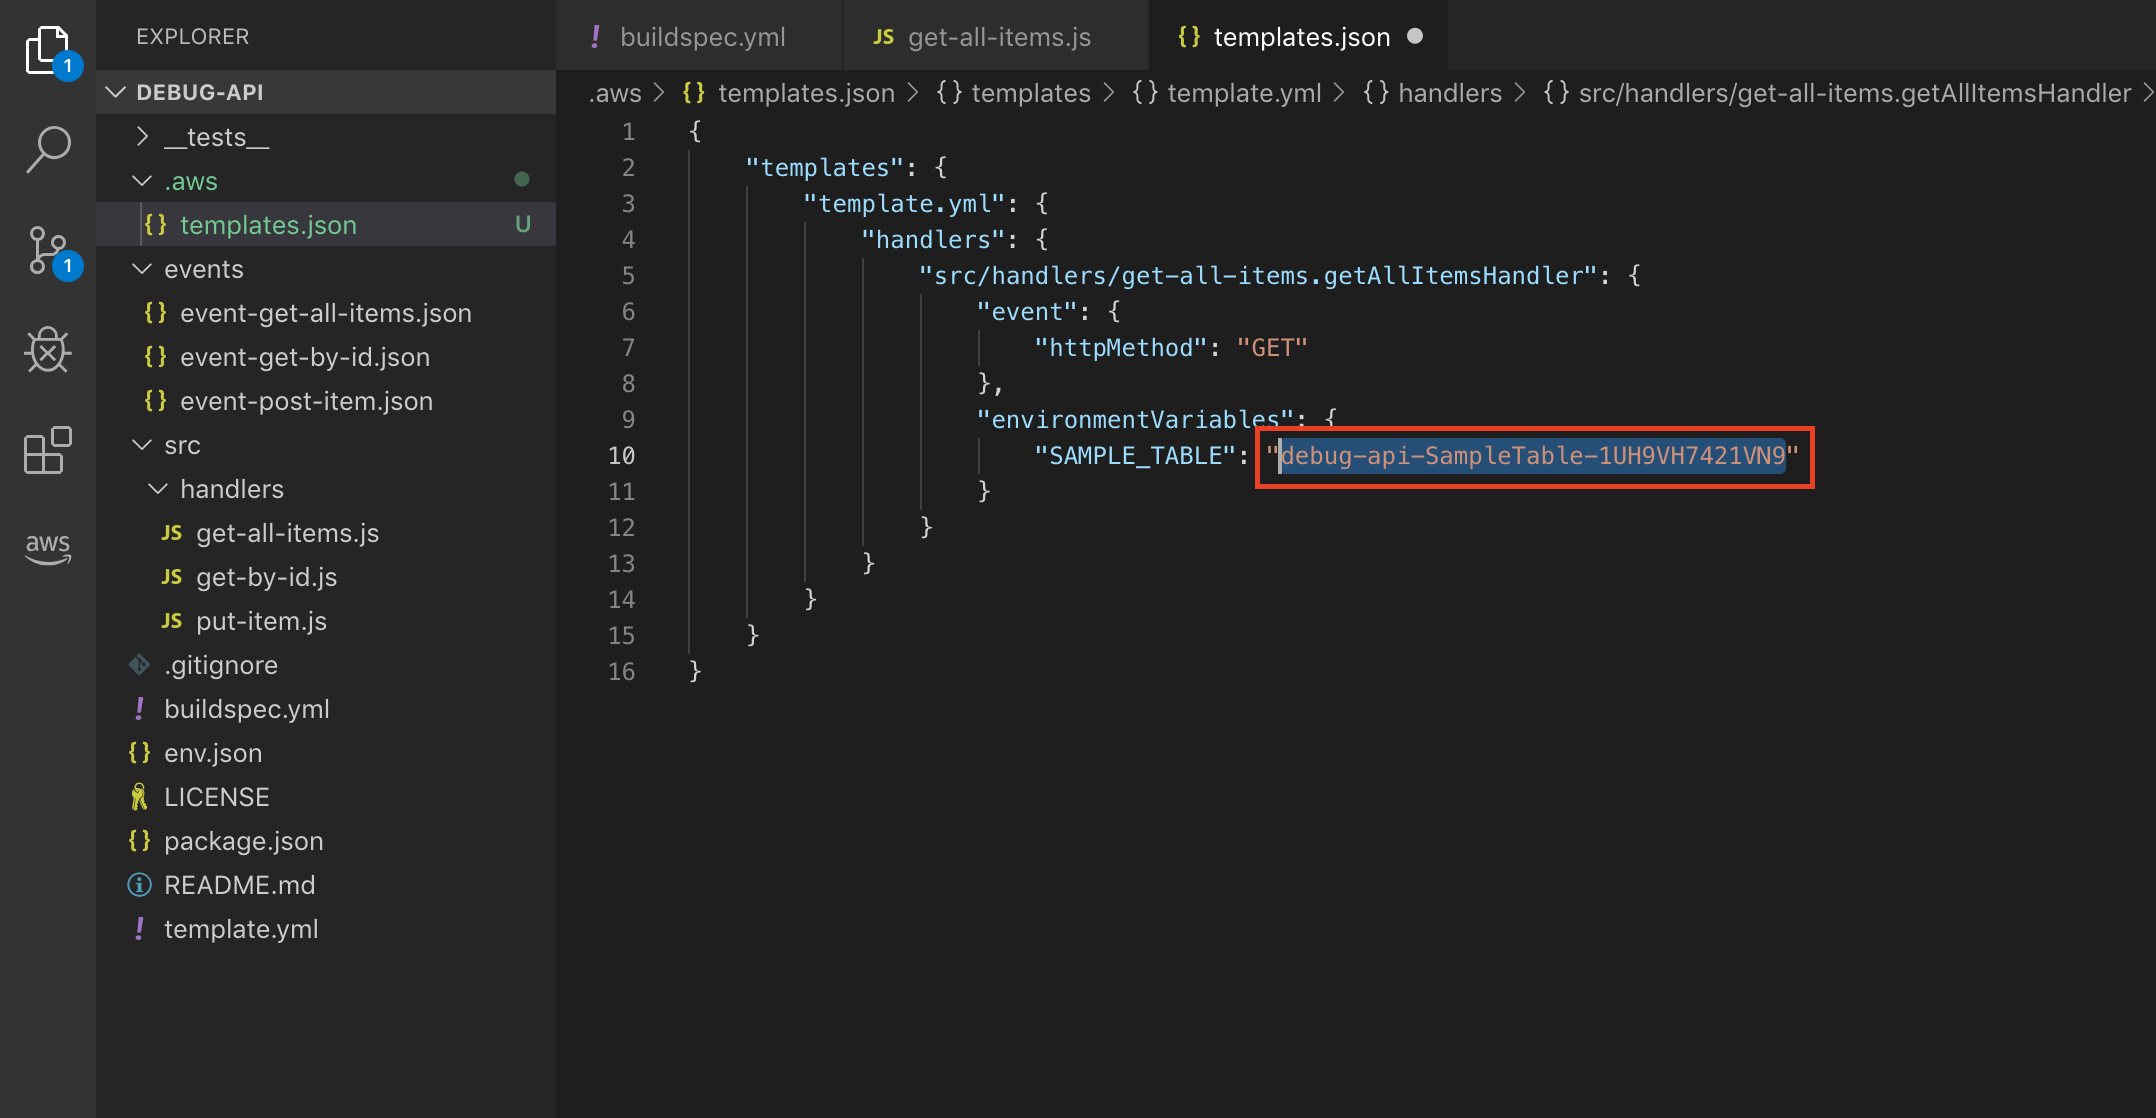 EXPLORER
1
DEBUG-API
__tests__
.aws
templates.json U
events
event-get-all-items.json
event-get-by-id.json
event-post-item.json
src
handlers
JS get-all-items.js
JS get-by-id.js
JS put-item.js
.gitignore
! buildspec.yml
{} env.json
LICENSE
{} package.json
README.md
! template.yml
1
aws
! buildspec.yml
JS get-all-items.js
{} templates.json
.aws > {} templates.json > {} templates > {} template.yml > {} handlers > {} src/handlers/get-all-items.getAllItemsHandler >
1 {
2 "templates": {
3 "template.yml": {
4 "handlers": {
5 "src/handlers/get-all-items.getAllItemsHandler": {
6 "event": {
7 "httpMethod": "GET"
8 },
9 "environmentVariables": {
10 "SAMPLE_TABLE": "debug-api-SampleTable-1UH9VH7421VN9"
11 }
12 }
13 }
14 }
15 }
16 }